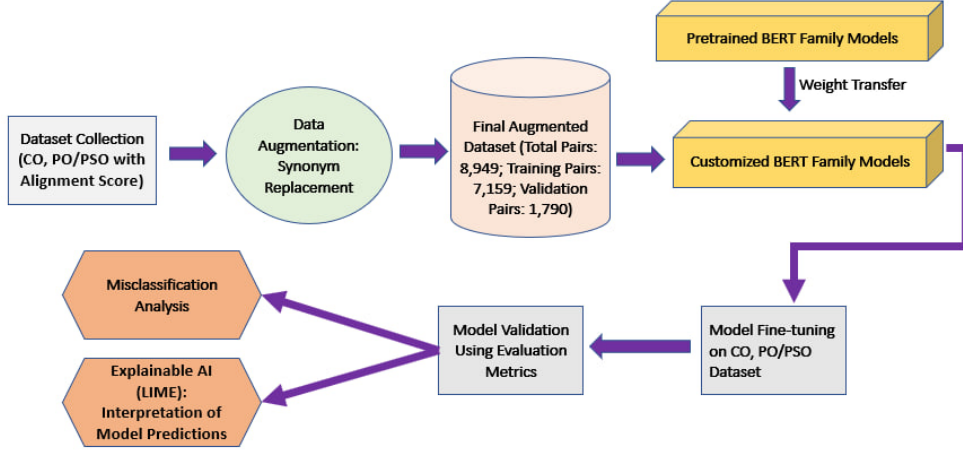 Pretrained BERT Family Models
Weight Transfer
Dataset Collection
(CO, PO/PSO with
Alignment Score)
Data
Augmentation:
Synonym
Replacement
Final Augmented
Dataset (Total Pairs:
8,949; Training Pairs:
7,159; Validation
Pairs: 1,790)
Customized BERT Family Models
Misclassification
Analysis
Model Validation
Using Evaluation
Metrics
Model Fine-tuning
on CO, PO/PSO
Dataset
Explainable AI
(LIME):
Interpretation of
Model Predictions